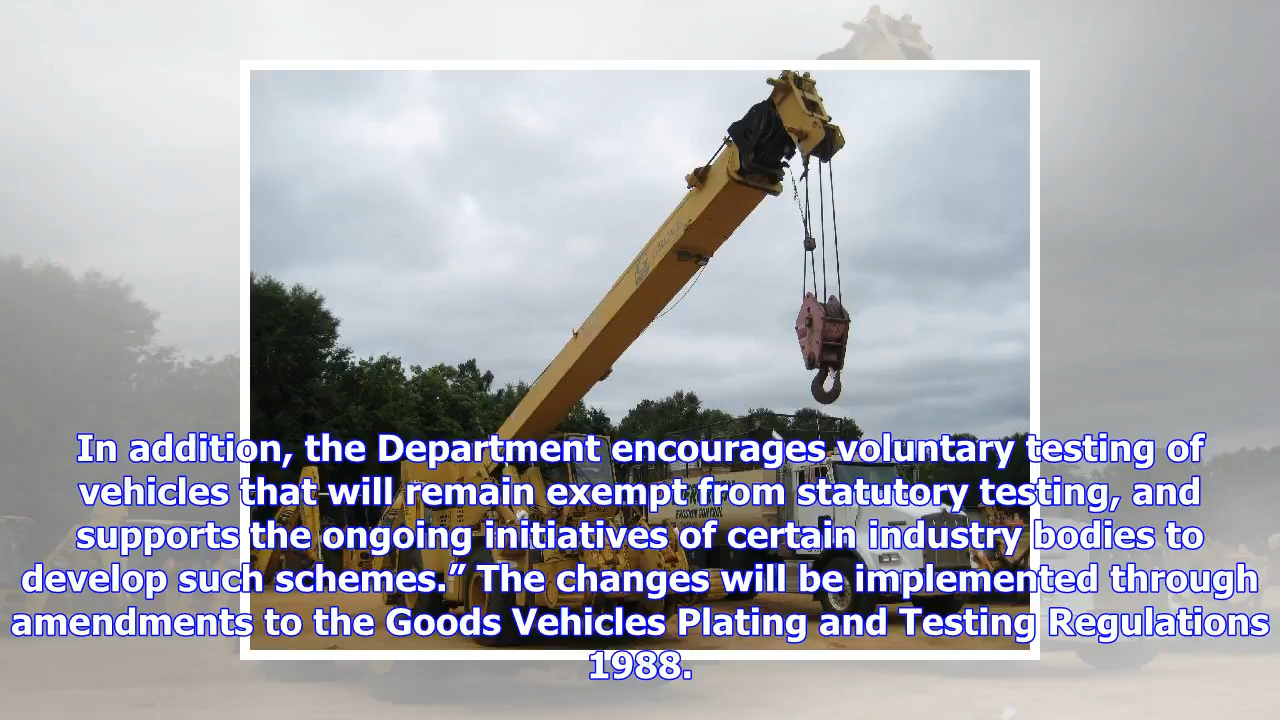 In addition, the Department encourages voluntary testing of
vehicles that will remain exempt from statutory testing, and
supports the ongoing initiatives of certain industry bodies to
develop such schemes.” The changes will be implemented through
amendments to the Goods Vehicles Plating and Testing Regulations
1988.